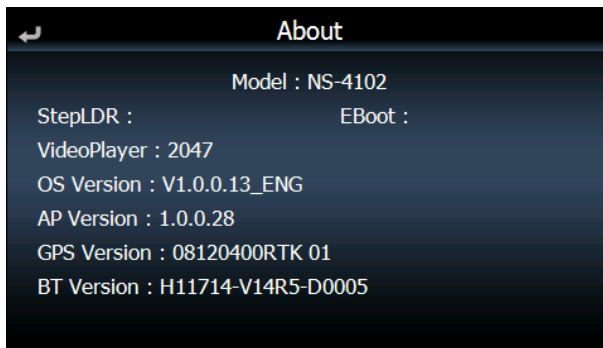 About
Model : NS-4102
StepLDR : EBoot :
VideoPlayer : 2047
OS Version : V1.0.0.13_ENG
AP Version : 1.0.0.28
GPS Version : 08120400RTK 01
BT Version : H11714-V14R5-D0005